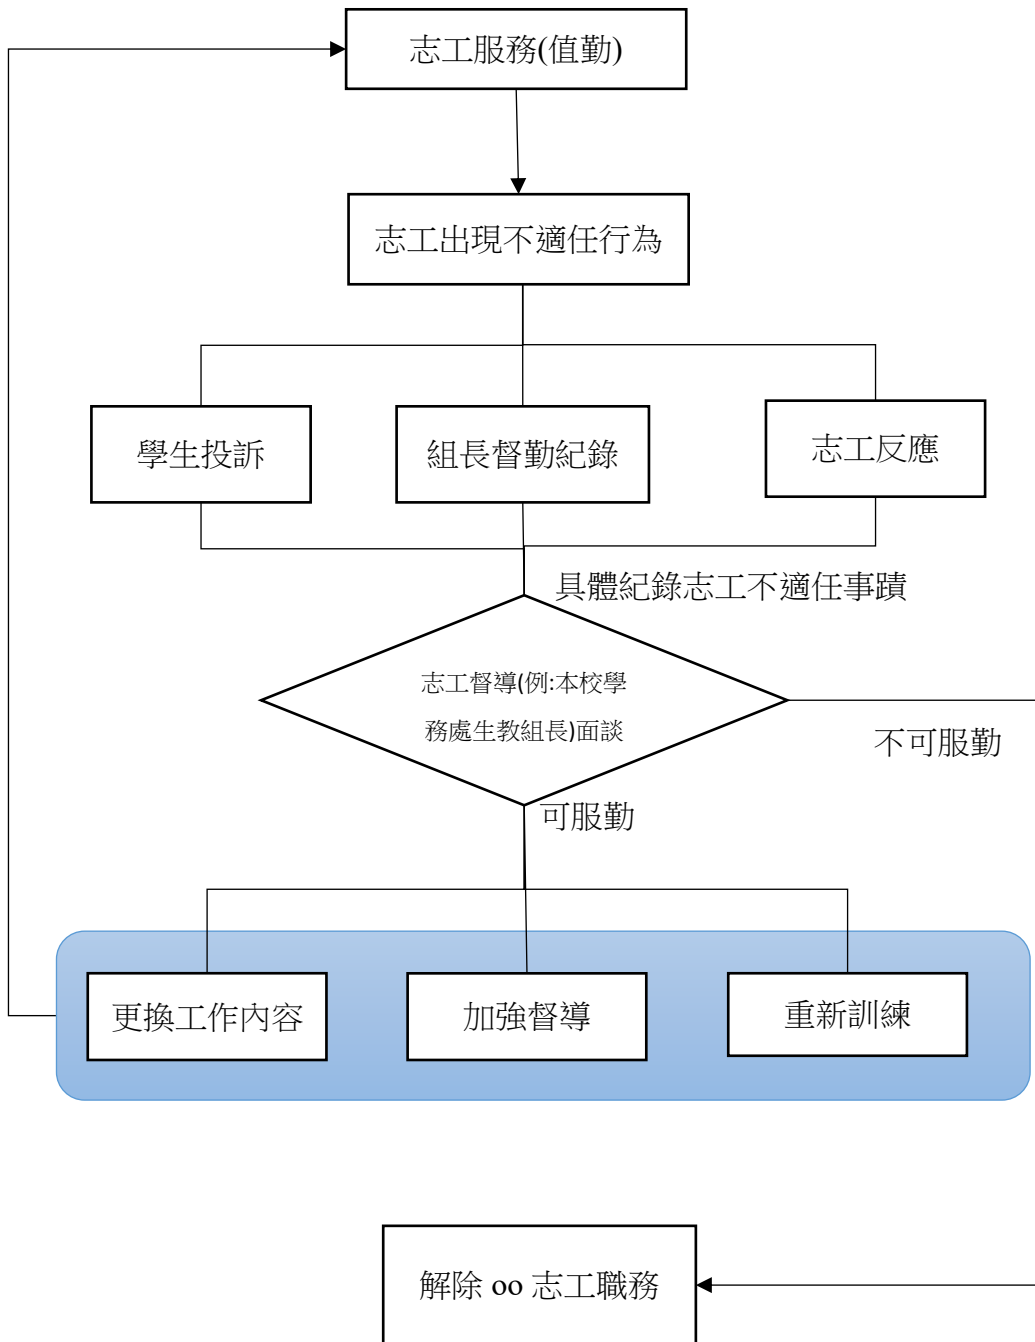 志工服務(值勤)
志工出現不適任行為
學生投訴
組長督勤紀錄
志工反應
具體紀錄志工不適任事蹟
志工督導(例:本校學
務處生教組長)面談
不可服勤
可服勤
更換工作內容
加強督導
重新訓練
解除 oo 志工職務